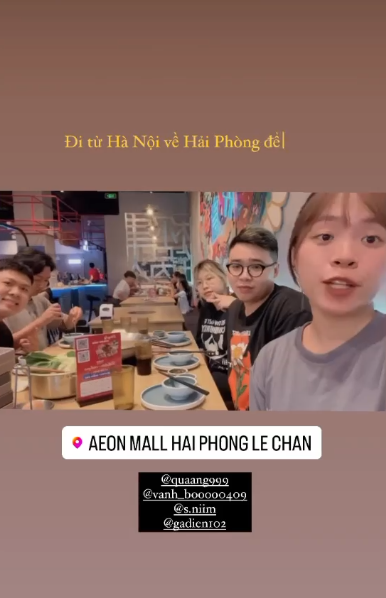 Đi từ Hà Nội về Hải Phòng để
AEON MALL HAI PHONG LE CHAN
@quaang999
@vanh_booooo409
@s.niim
@gadien102